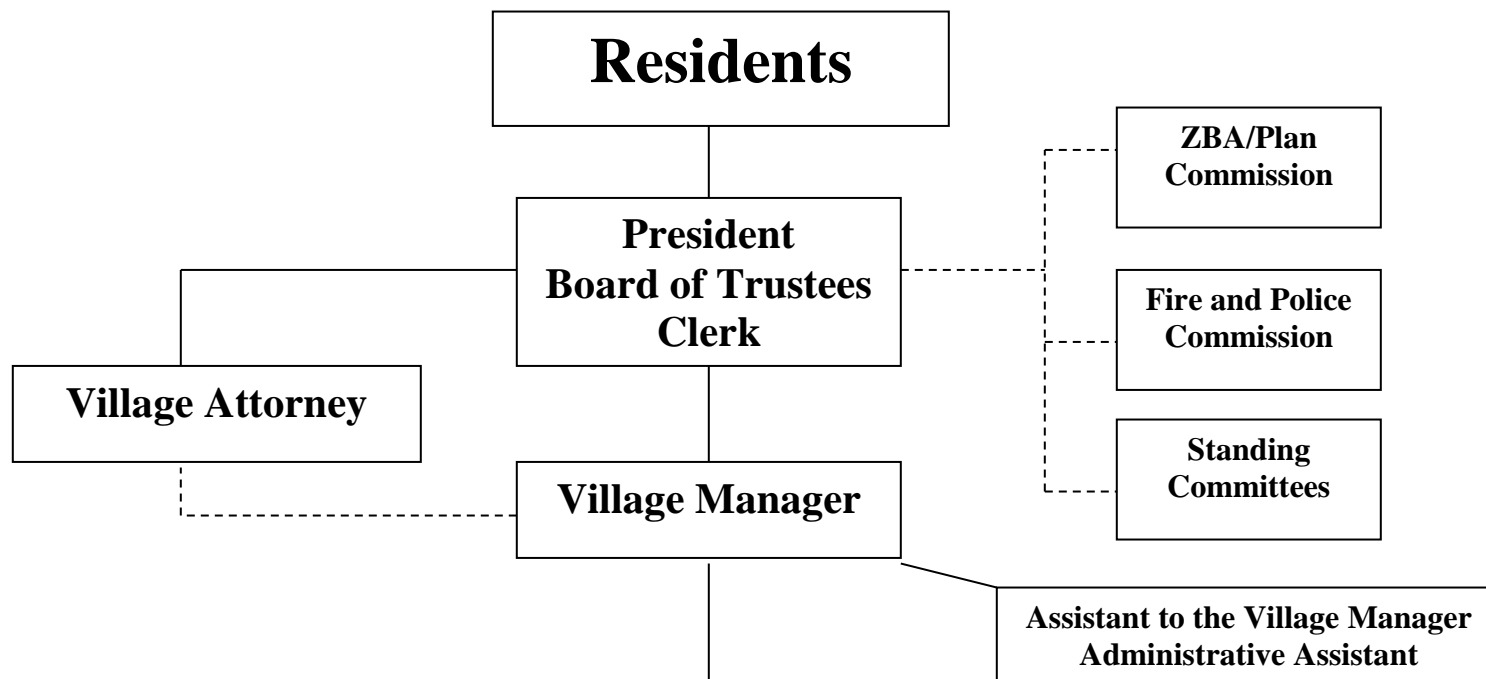 Residents
ZBA/Plan
Commission
President
Board of Trustees
Clerk
Fire and Police
Commission
Village Attorney
Standing
Committees
Village Manager
Assistant to the Village Manager
Administrative Assistant